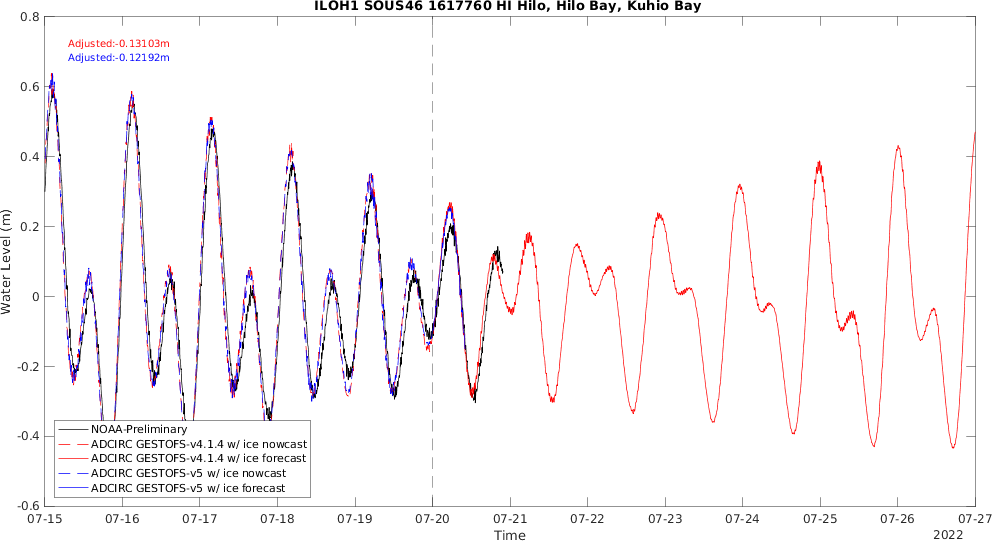 ILOH1 SOUS46 1617760 HI Hilo, Hilo Bay, Kuhio Bay
0.8
Adjusted:-0.13103m
Adjusted:-0.12192m
0.6
0.4
0.2
0
-0.2
-0.4
-0.6
Water Level (m)
NOAA-Preliminary
ADCIRC GESTOFS-v4.1.4 w/ ice nowcast
ADCIRC GESTOFS-v4.1.4 w/ ice forecast
ADCIRC GESTOFS-v5 w/ ice nowcast
ADCIRC GESTOFS-v5 w/ ice forecast
07-15 07-16 07-17 07-18 07-19 07-20 07-21 07-22 07-23 07-24 07-25 07-26 07-27
Time
2022